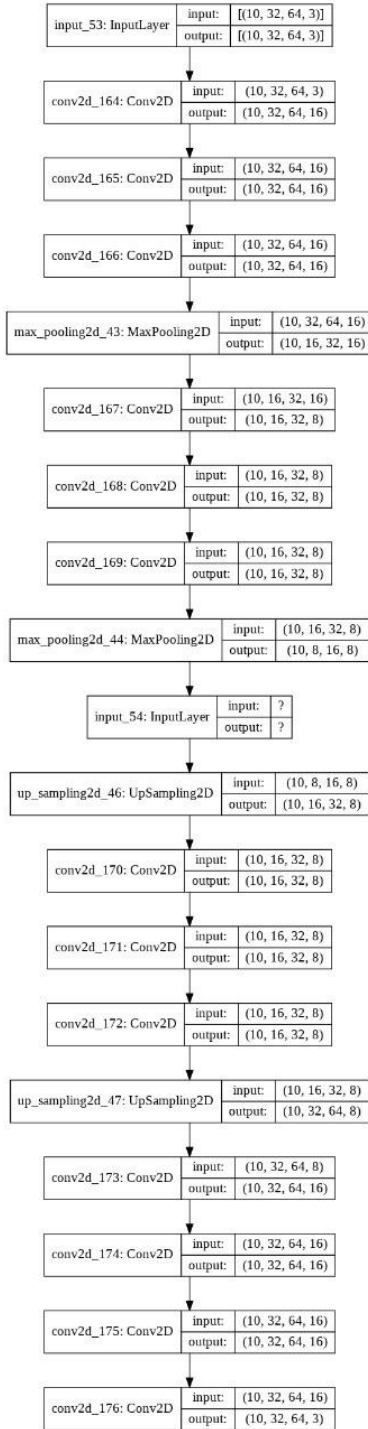 input_53: InputLayer
input: [(10, 32, 64, 3)]
output: [(10, 32, 64, 3)]
conv2d_164: Conv2D
input: (10, 32, 64, 3)
output: (10, 32, 64, 16)
conv2d_165: Conv2D
input: (10, 32, 64, 16)
output: (10, 32, 64, 16)
conv2d_166: Conv2D
input: (10, 32, 64, 16)
output: (10, 32, 64, 16)
max_pooling2d_43: MaxPooling2D
input: (10, 32, 64, 16)
output: (10, 16, 32, 16)
conv2d_167: Conv2D
input: (10, 16, 32, 16)
output: (10, 16, 32, 8)
conv2d_168: Conv2D
input: (10, 16, 32, 8)
output: (10, 16, 32, 8)
conv2d_169: Conv2D
input: (10, 16, 32, 8)
output: (10, 16, 32, 8)
max_pooling2d_44: MaxPooling2D
input: (10, 16, 32, 8)
output: (10, 8, 16, 8)
input_54: InputLayer
input: ?
output: ?
up_sampling2d_46: UpSampling2D
input: (10, 8, 16, 8)
output: (10, 16, 32, 8)
conv2d_170: Conv2D
input: (10, 16, 32, 8)
output: (10, 16, 32, 8)
conv2d_171: Conv2D
input: (10, 16, 32, 8)
output: (10, 16, 32, 8)
conv2d_172: Conv2D
input: (10, 16, 32, 8)
output: (10, 16, 32, 8)
up_sampling2d_47: UpSampling2D
input: (10, 16, 32, 8)
output: (10, 32, 64, 8)
conv2d_173: Conv2D
input: (10, 32, 64, 8)
output: (10, 32, 64, 16)
conv2d_174: Conv2D
input: (10, 32, 64, 16)
output: (10, 32, 64, 16)
conv2d_175: Conv2D
input: (10, 32, 64, 16)
output: (10, 32, 64, 16)
conv2d_176: Conv2D
input: (10, 32, 64, 16)
output: (10, 32, 64, 3)